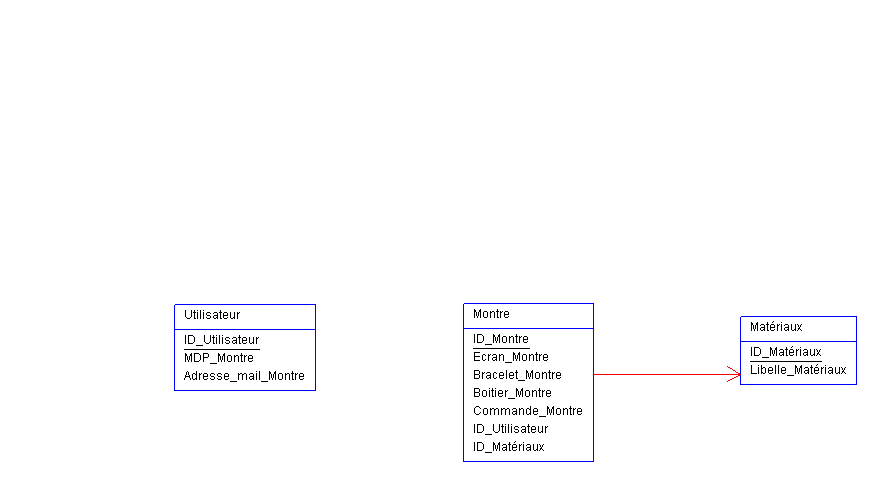 Utilisateur
ID_Utilisateur
MDP_Montre
Adresse_mail_Montre
Montre
ID_Montre
Ecran_Montre
Bracelet_Montre
Boitier_Montre
Commande_Montre
ID_Utilisateur
ID_Matériaux
Matériaux
ID_Matériaux
Libelle_Matériaux